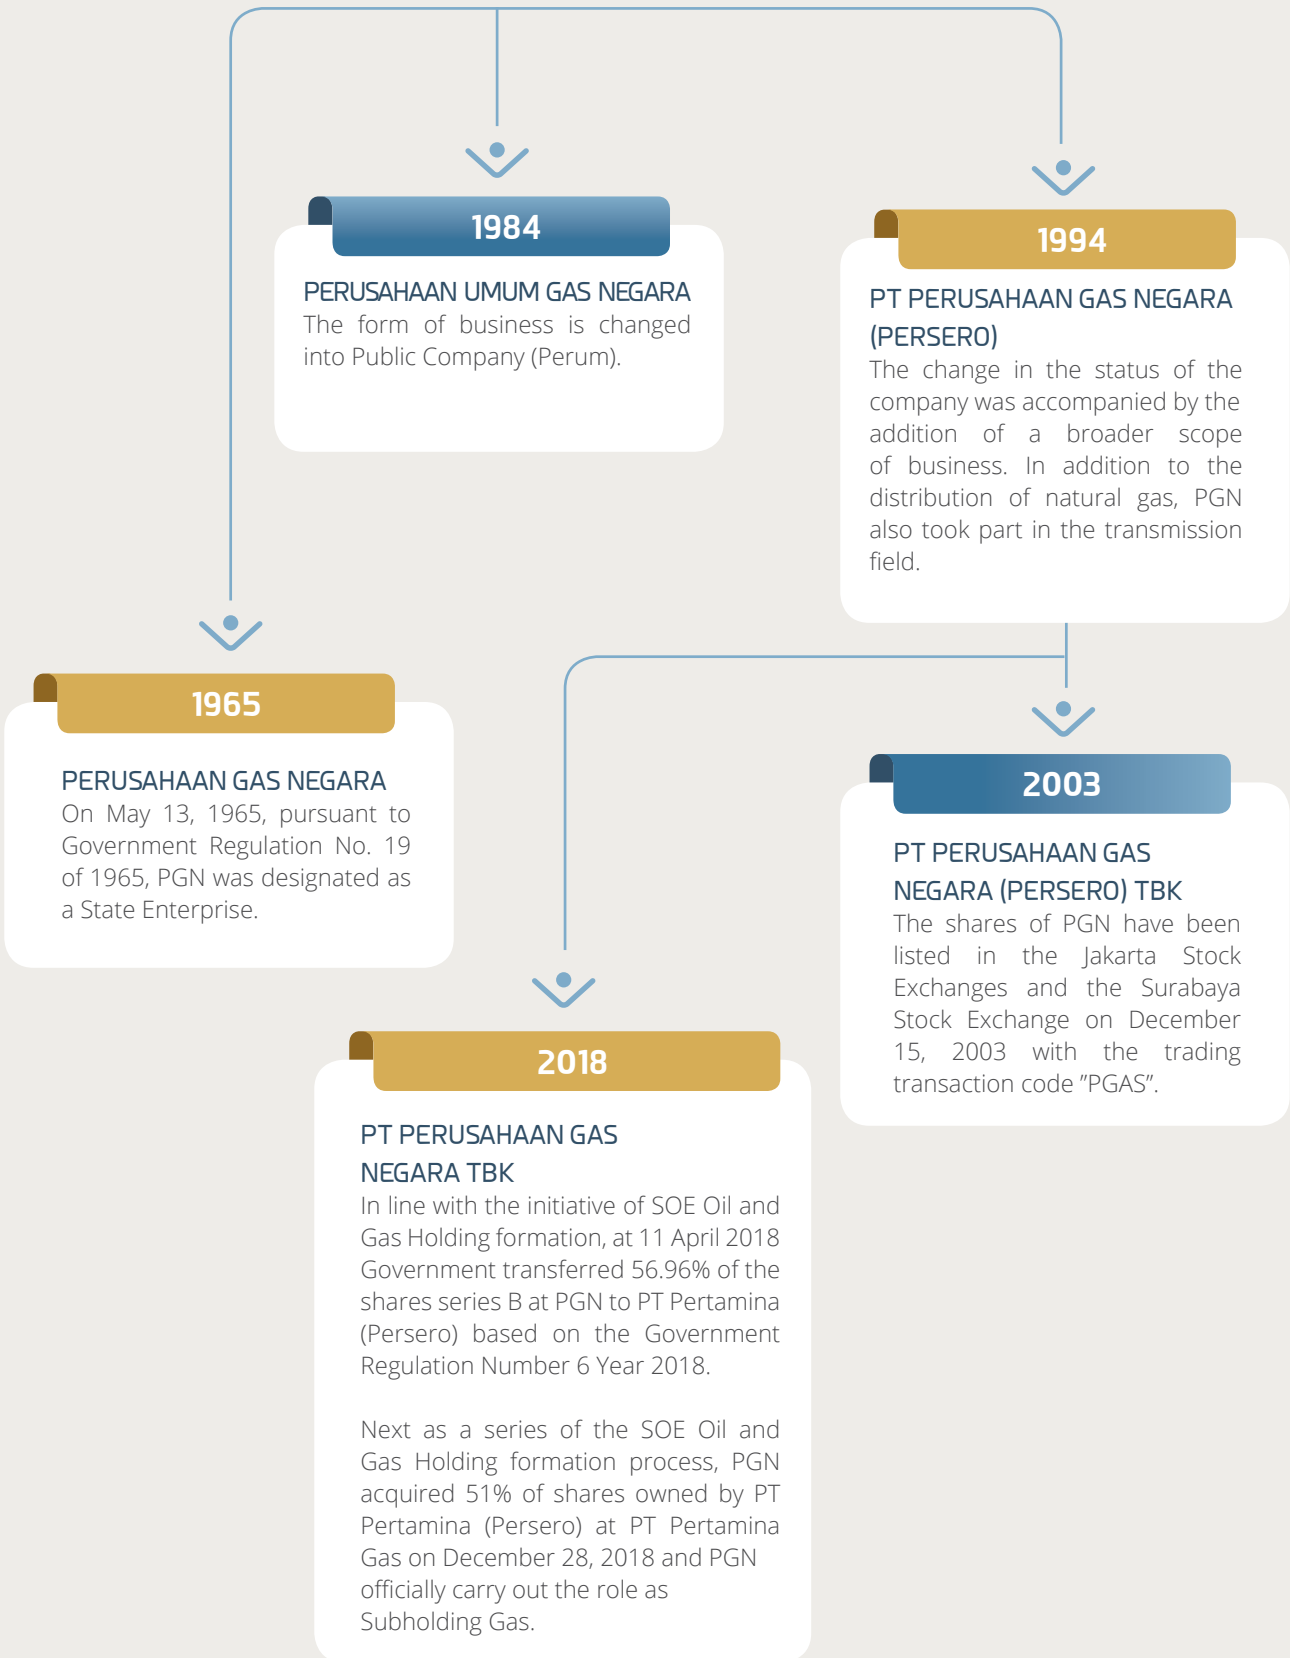 1984
PERUSAHAAN UMUM GAS NEGARA
The form of business is changed
into Public Company (Perum).
1994
PT PERUSAHAAN GAS NEGARA
(PERSERO)
The change in the status of the
company was accompanied by the
addition of a broader scope
of business. In addition to the
distribution of natural gas, PGN
also took part in the transmission
field.
1965
PERUSAHAAN GAS NEGARA
On May 13, 1965, pursuant to
Government Regulation No. 19
of 1965, PGN was designated as
a State Enterprise.
2003
PT PERUSAHAAN GAS
NEGARA (PERSERO) TBK
The shares of PGN have been
listed in the Jakarta Stock
Exchanges and the Surabaya
Stock Exchange on December
15, 2003 with the trading
transaction code ”PGAS”.
2018
PT PERUSAHAAN GAS
NEGARA TBK
In line with the initiative of SOE Oil and
Gas Holding formation, at 11 April 2018
Government transferred 56.96% of the
shares series B at PGN to PT Pertamina
(Persero) based on the Government
Regulation Number 6 Year 2018.
Next as a series of the SOE Oil and
Gas Holding formation process, PGN
acquired 51% of shares owned by PT
Pertamina (Persero) at PT Pertamina
Gas on December 28, 2018 and PGN
officially carry out the role as
Subholding Gas.